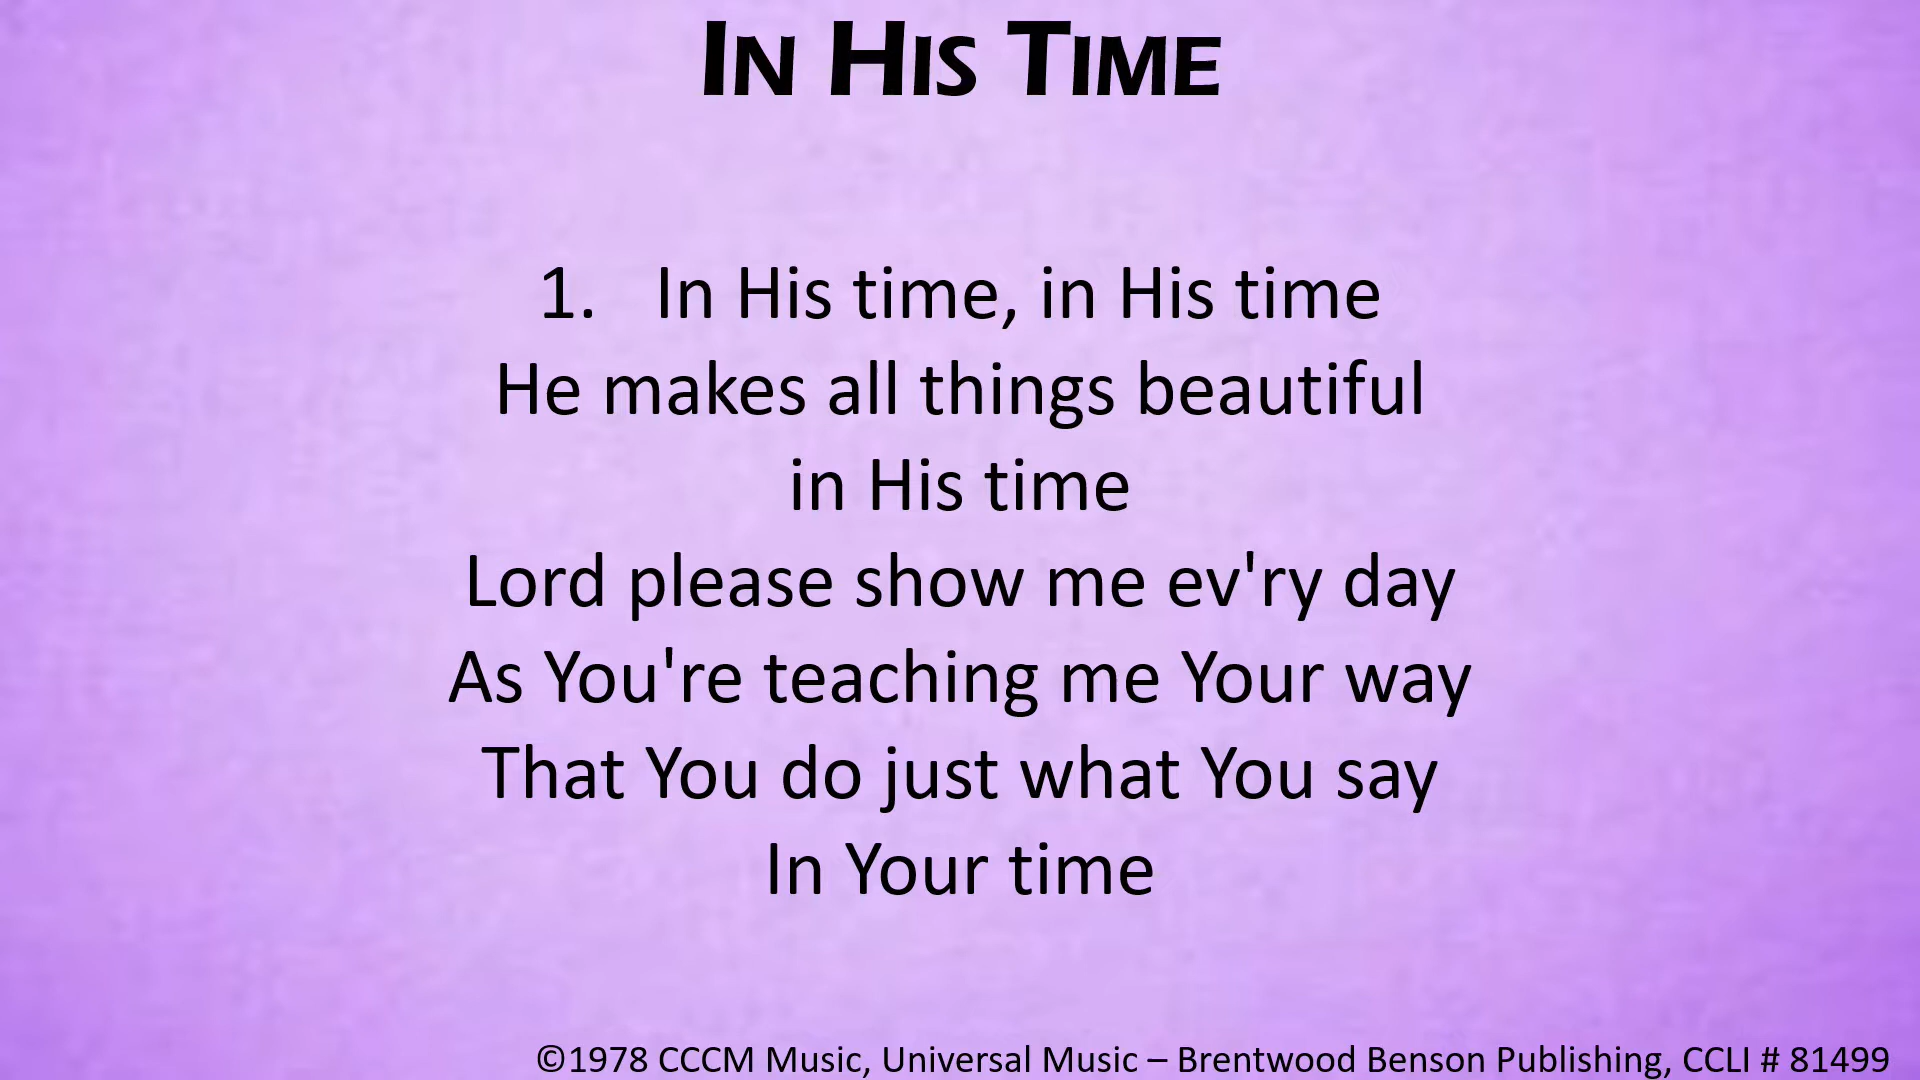 IN HIS TIME
1. In His time, in His time
He makes all things beautiful
in His time
Lord please show me ev'ry day
As You're teaching me Your way
That You do just what You say
In Your time
©1978 CCCM Music, Universal Music – Brentwood Benson Publishing, CCLI # 81499